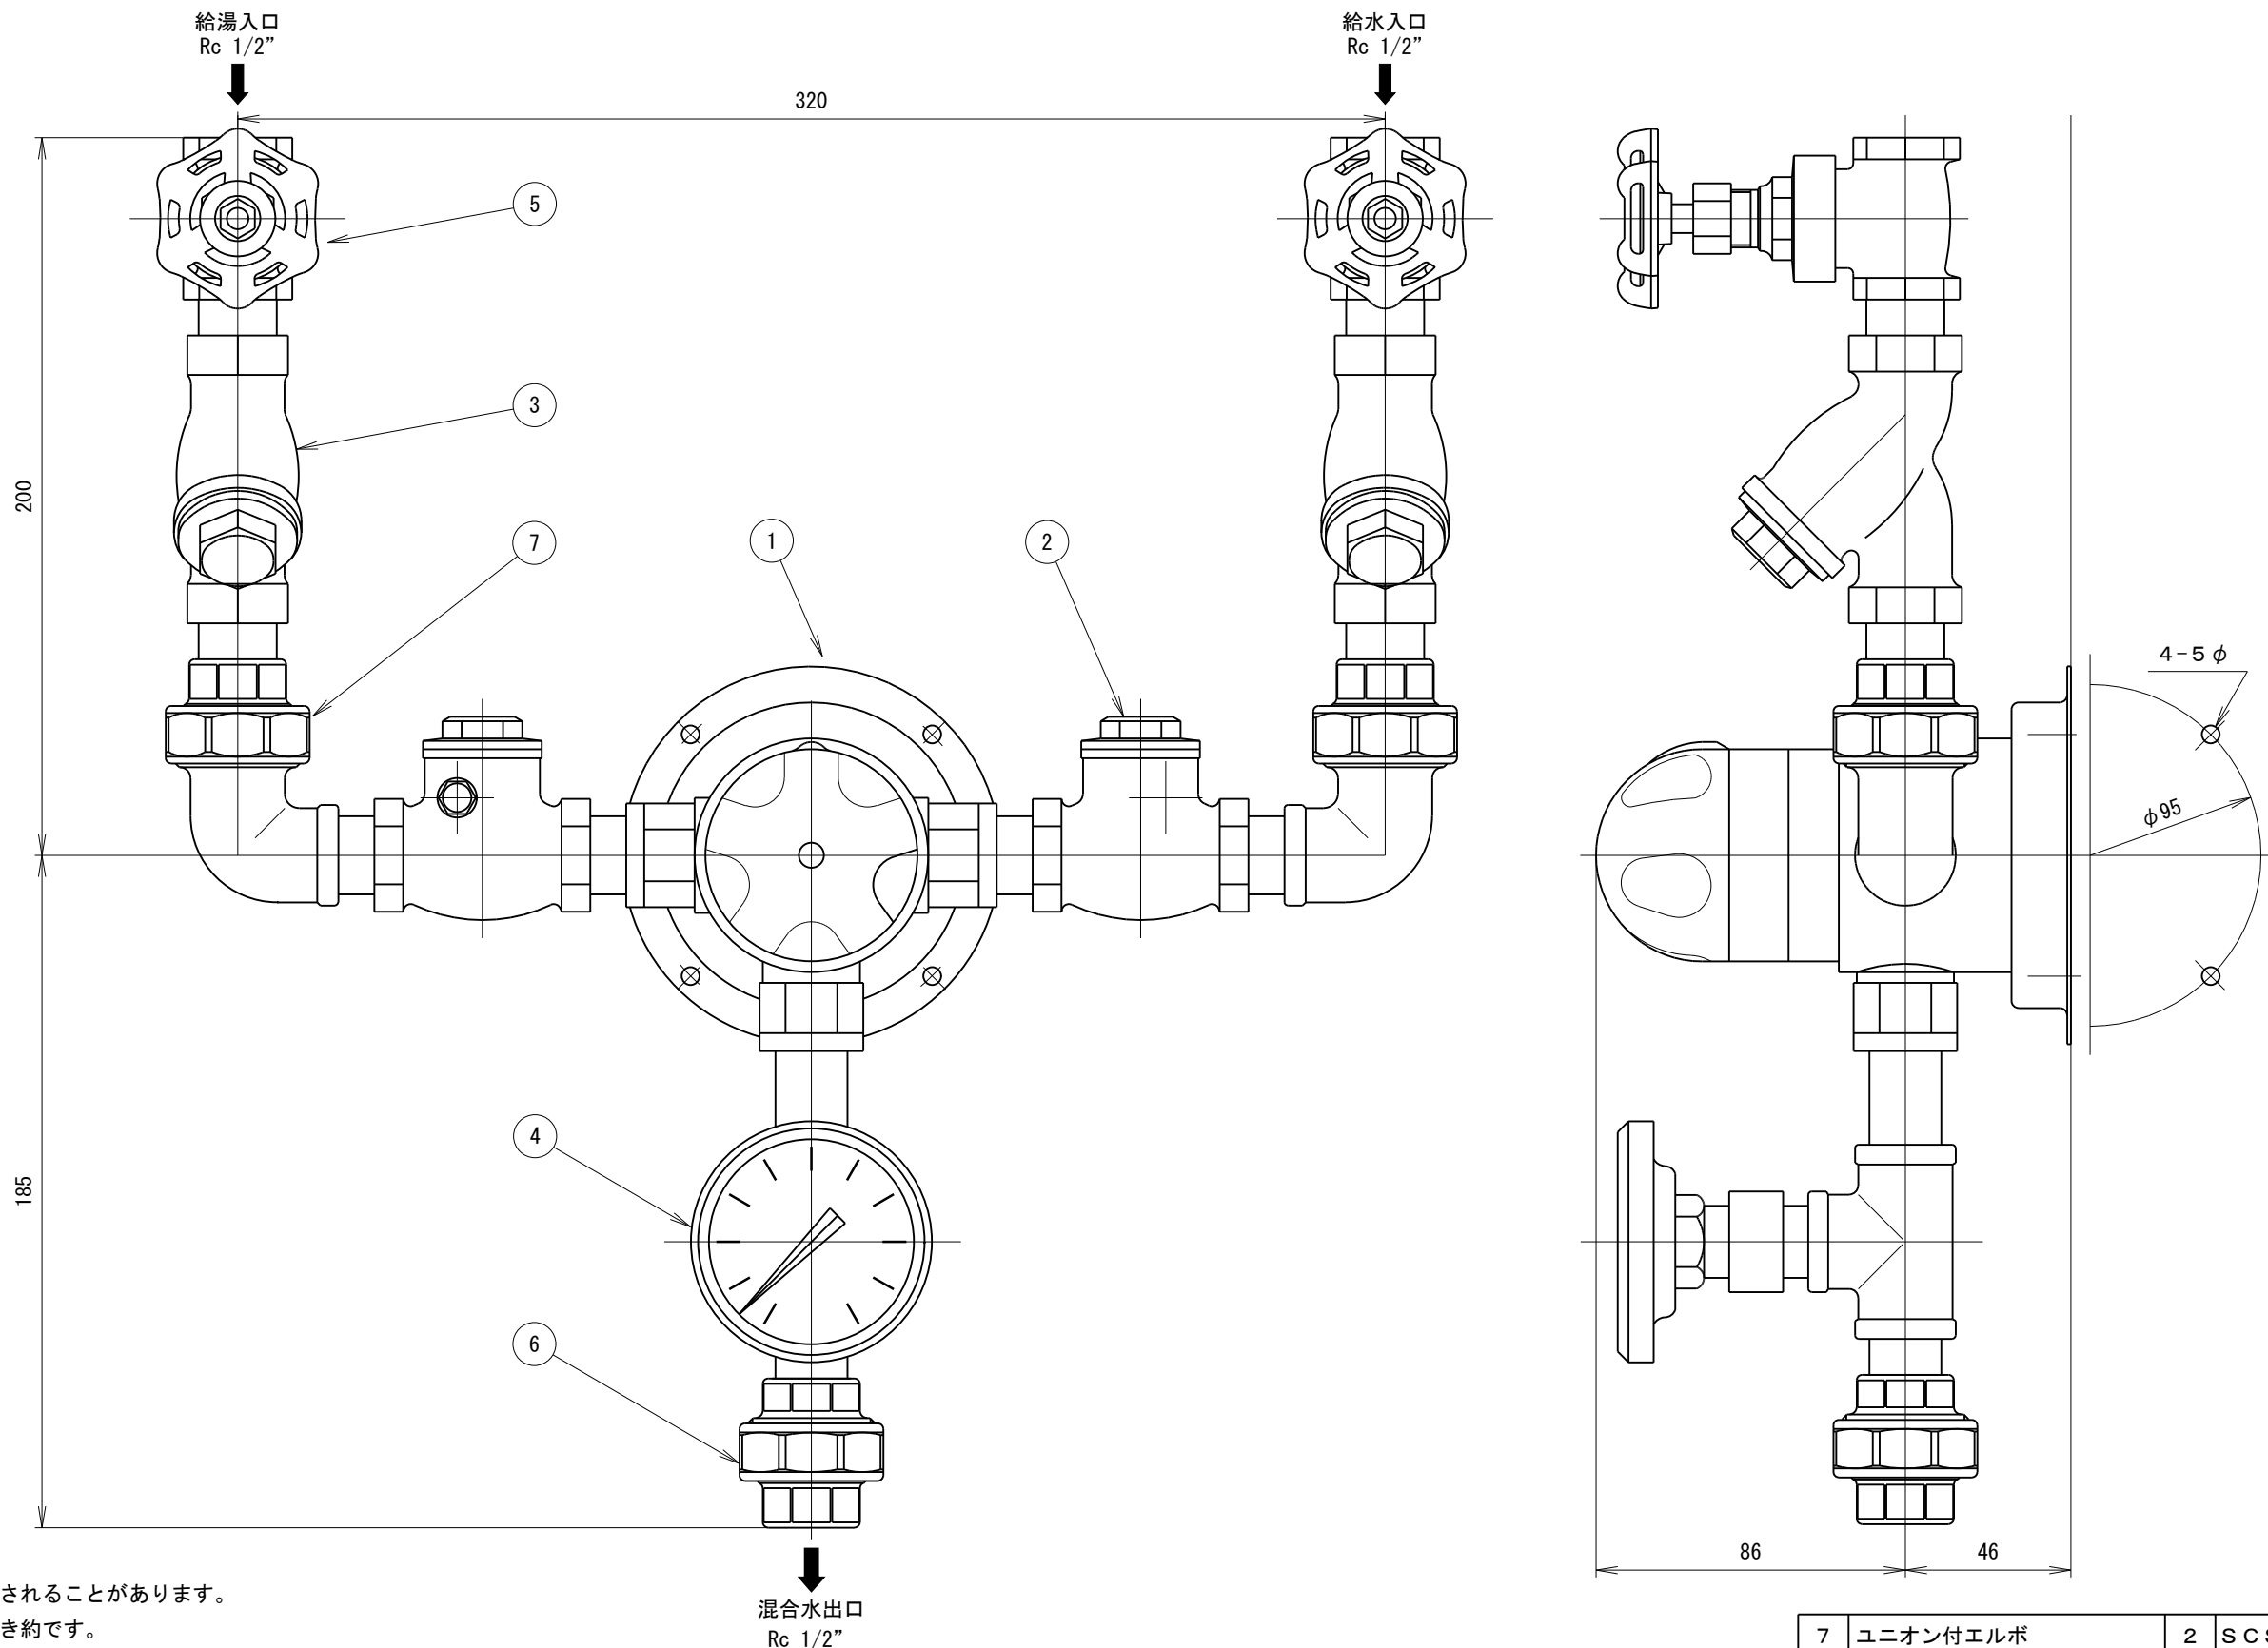 給湯入口
Rc 1/2”
給水入口
Rc 1/2”
320
5
3
200
7
1
2
4-5φ
φ95
4
185
6
86
46
されることがあります。
き約です。
混合水出口
Rc 1/2”
7 ユニオン付エルボ 2 SCS